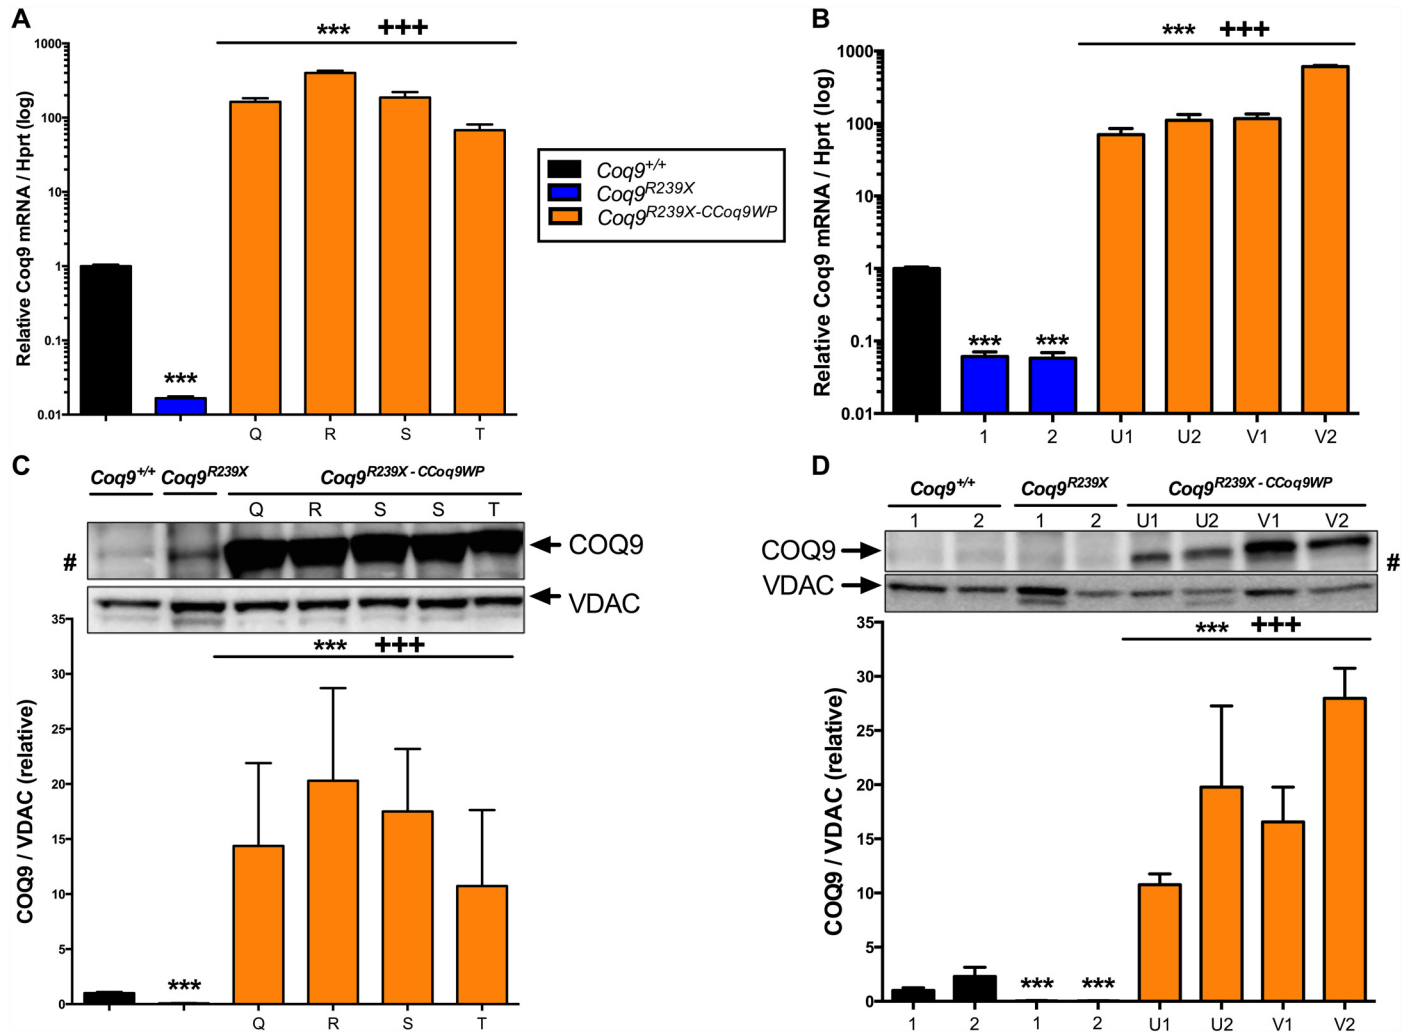 A
*** +++
Relative Coq9 mRNA / Hprt (log)
1000
100
10
1
0.1
0.01
***
Q R S T
Coq9+/+
Coq9R239X
Coq9R239X-CCoq9WP
B
*** +++
Relative Coq9 mRNA / Hprt (log)
1000
100
10
1
0.1
0.01
*** ***
1 2 U1 U2 V1 V2
C
Coq9+/+ Coq9R239X Coq9R239X - CCoq9WP
Q R S S T
COQ9
#
VDAC
*** +++
COQ9 / VDAC (relative)
35
30
25
20
15
10
5
0
***
Q R S T
D
Coq9+/+ Coq9R239X Coq9R239X - CCoq9WP
1 2 1 2 U1 U2 V1 V2
COQ9
#
VDAC
*** +++
COQ9 / VDAC (relative)
35
30
25
20
15
10
5
0
*** ***
1 2 1 2 U1 U2 V1 V2